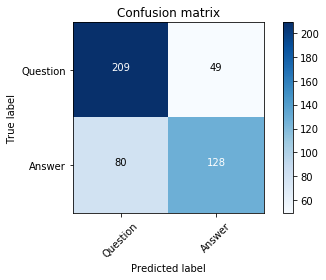 Confusion matrix
Question
Answer
True label
209
49
80
128
Question
Answer
Predicted label
200
180
160
140
120
100
80
60